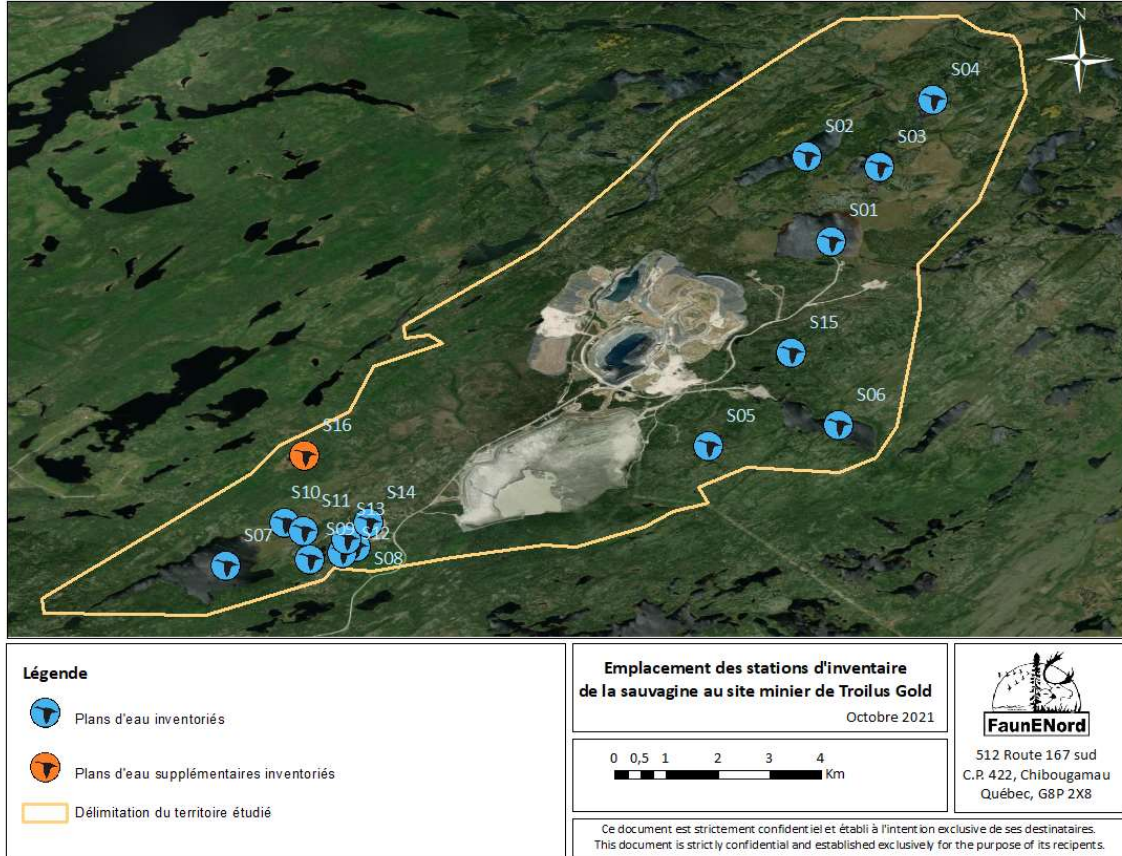 N
S04
S02
S03
S01
S15
S06
S05
S16
S10
S11
S14
S13
S07
S09
S12
S08
Légende
Plans d'eau inventoriés
Plans d'eau supplémentaires inventoriés
Délimitation du territoire étudié
Emplacement des stations d'inventaire
de la sauvagine au site minier de Troilus Gold
Octobre 2021
0 0,5 1 2 3 4
Km
FaunENord
512 Route 167 sud
C.P. 422, Chibougamau
Québec, G8P 2X8
Ce document est strictement confidentiel et établi à l'intention exclusive de ses destinataires.
This document is strictly confidential and established exclusively for the purpose of its recipents.